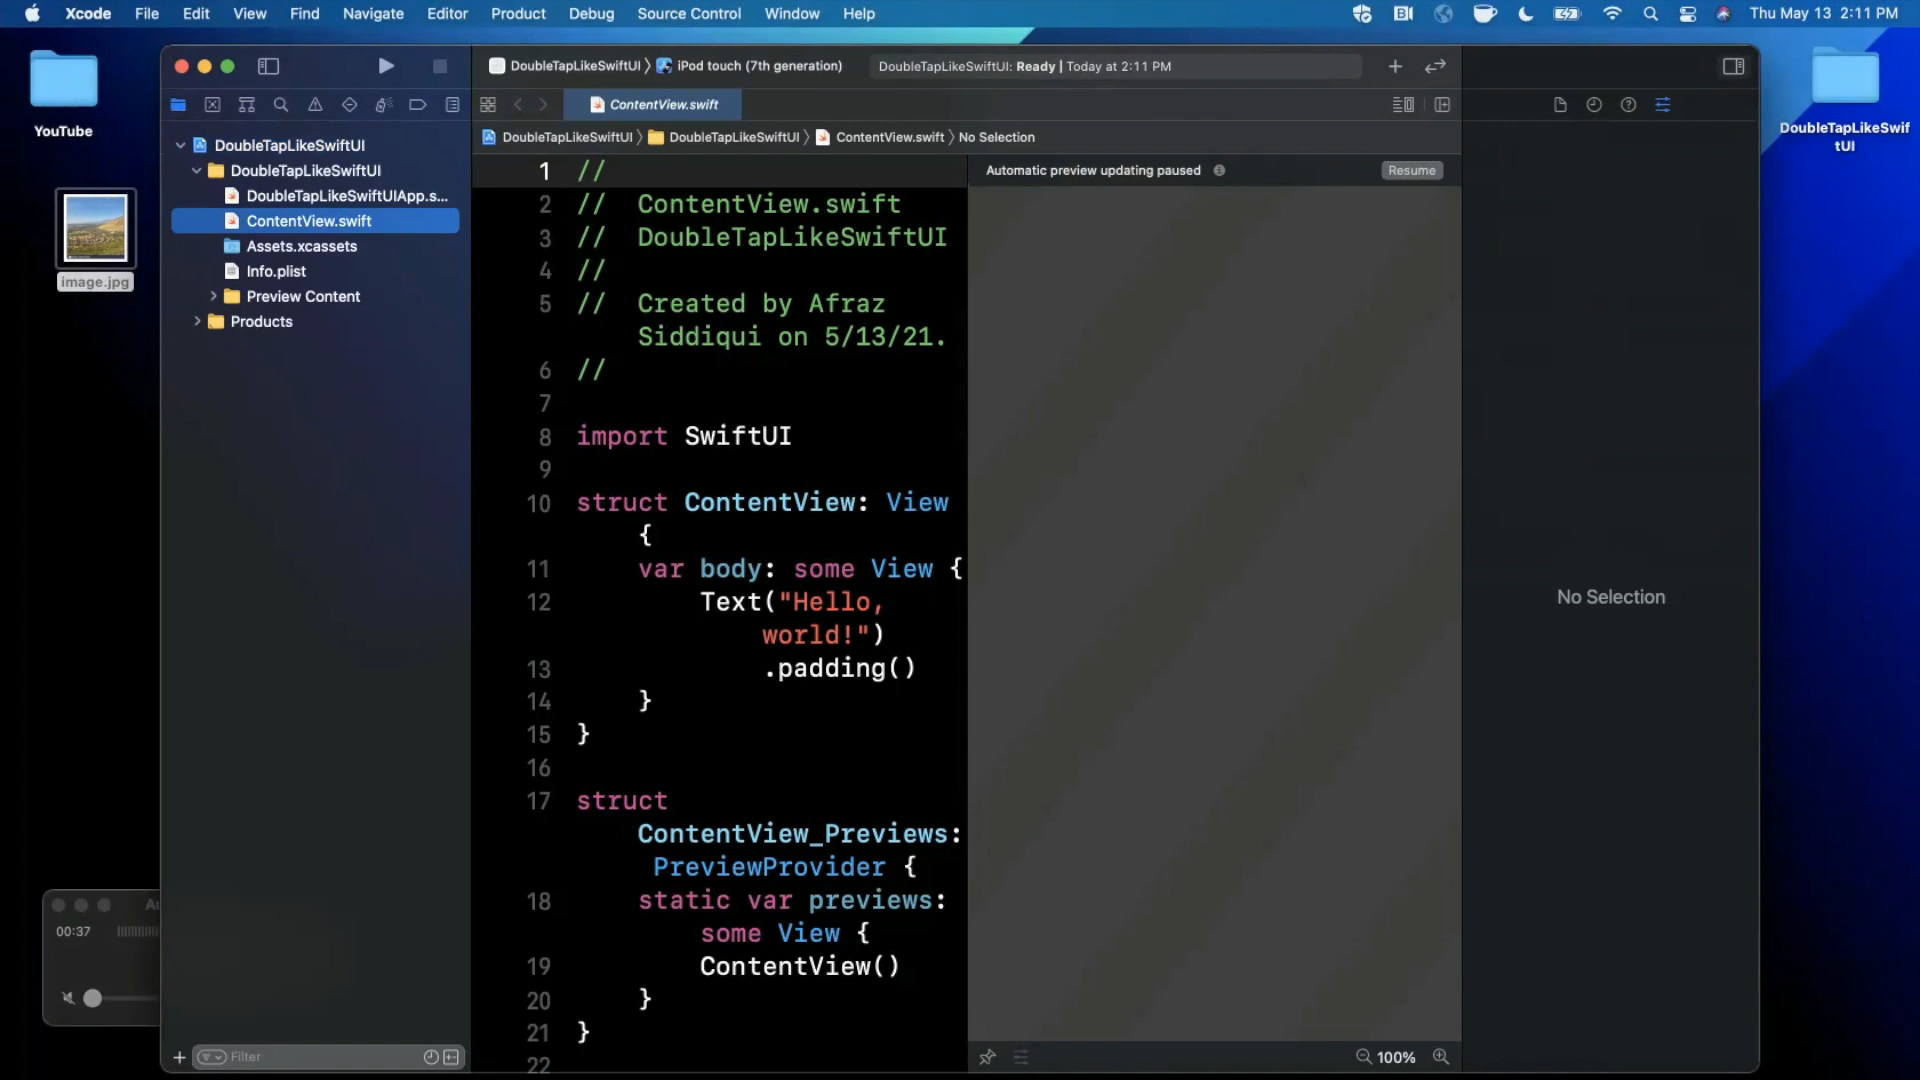 Xcode File Edit View Find Navigate Editor Product Debug Source Control Window Help
Thu May 13 2:11 PM
YouTube
image.jpg
DoubleTapLikeSwif
tUI
00:37
DoubleTapLikeSwiftUI
DoubleTapLikeSwiftUI
DoubleTapLikeSwiftUIApp.s...
ContentView.swift
Assets.xcassets
Info.plist
Preview Content
Products
Filter
DoubleTapLikeSwiftUI 〉 iPod touch (7th generation)
DoubleTapLikeSwiftUI: Ready | Today at 2:11 PM
ContentView.swift
DoubleTapLikeSwiftUI 〉 DoubleTapLikeSwiftUI 〉 ContentView.swift 〉 No Selection
1 //
2 //  ContentView.swift
3 //  DoubleTapLikeSwiftUI
4 //
5 //  Created by Afraz
Siddiqui on 5/13/21.
6 //
7
8 import SwiftUI
9
10 struct ContentView: View
{
11 var body: some View {
12 Text("Hello,
world!")
13 .padding()
14 }
15 }
16
17 struct
ContentView_Previews:
PreviewProvider {
18 static var previews:
some View {
19 ContentView()
20 }
21 }
22
Automatic preview updating paused
Resume
100%
No Selection